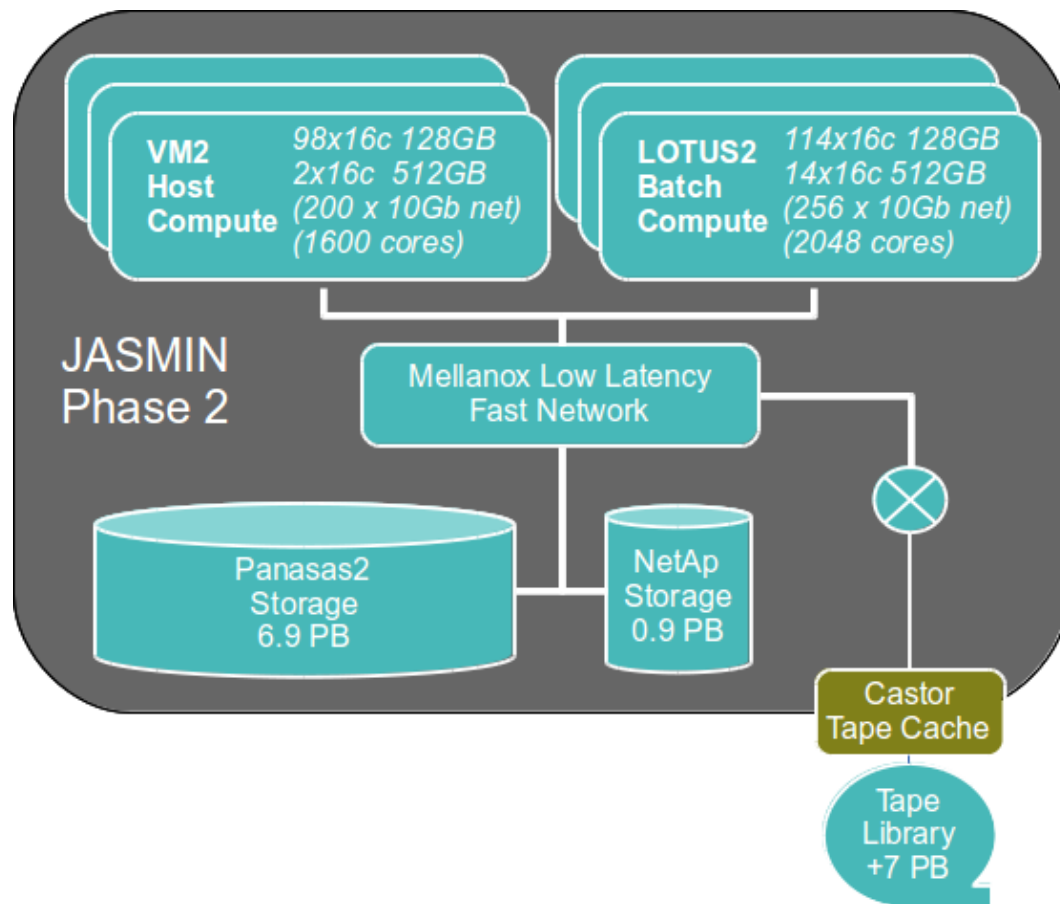 VM2
Host
Compute
98x16c 128GB
2x16c 512GB
(200 x 10Gb net)
(1600 cores)
LOTUS2
Batch
Compute
114x16c 128GB
14x16c 512GB
(256 x 10Gb net)
(2048 cores)
JASMIN
Phase 2
Mellanox Low Latency
Fast Network
Panasas2
Storage
6.9 PB
NetAp
Storage
0.9 PB
Castor
Tape Cache
Tape
Library
+7 PB